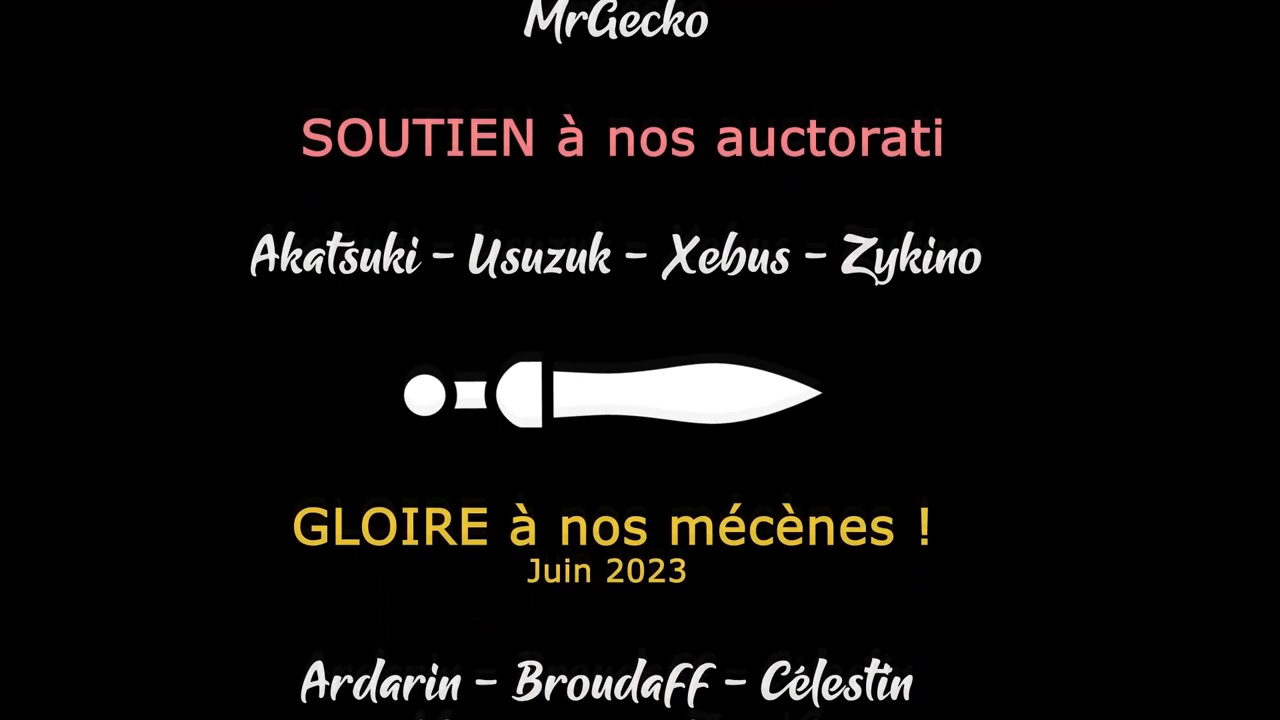 MrGecko
SOUTIEN à nos auctorati
Akatsuki - Usuzuk - Xebus - Zykino
GLOIRE à nos mécènes !
Juin 2023
Ardarin - Broudaff - Célestin